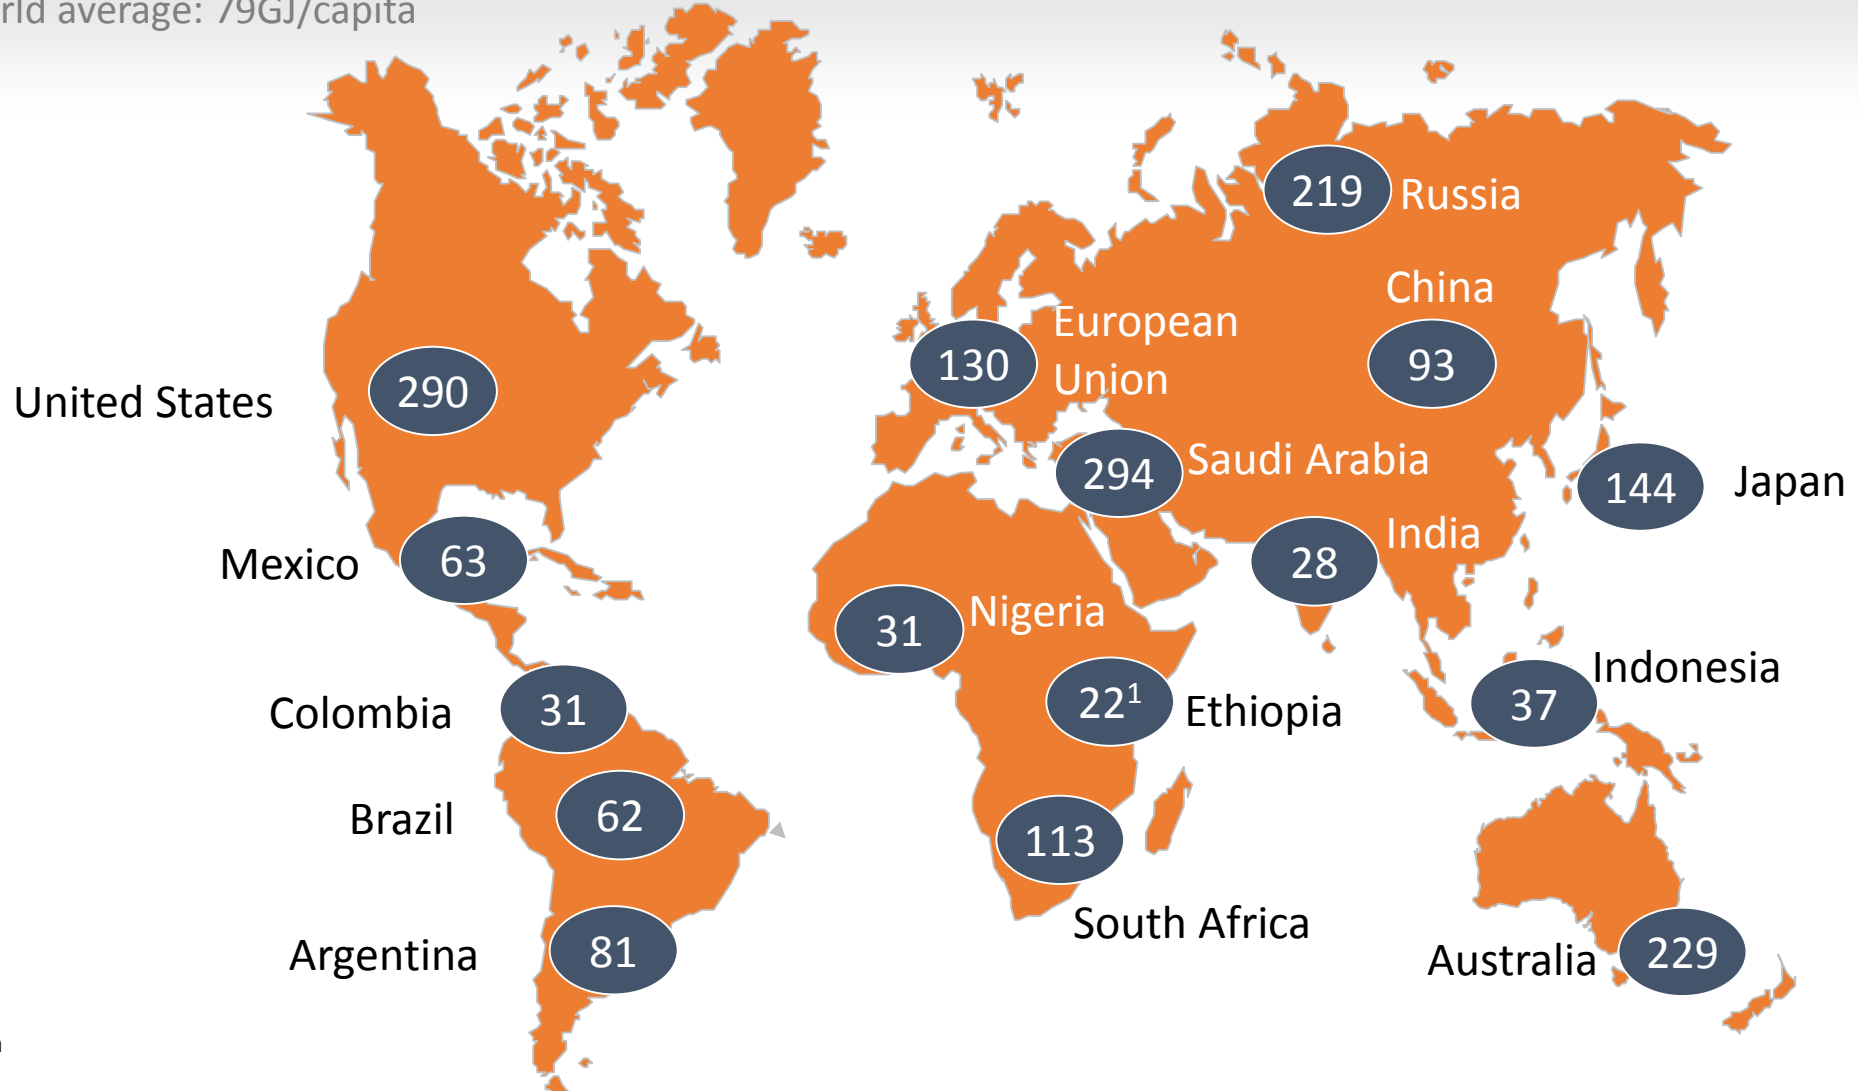 average: 79GJ/capita
219 Russia
China
European
Union
130
93
290
United States
294
Saudi Arabia
144
Japan
India
28
Mexico
63
Nigeria
31
Indonesia
37
22¹
Ethiopia
Colombia
31
Brazil
62
113
South Africa
Argentina
81
Australia
229